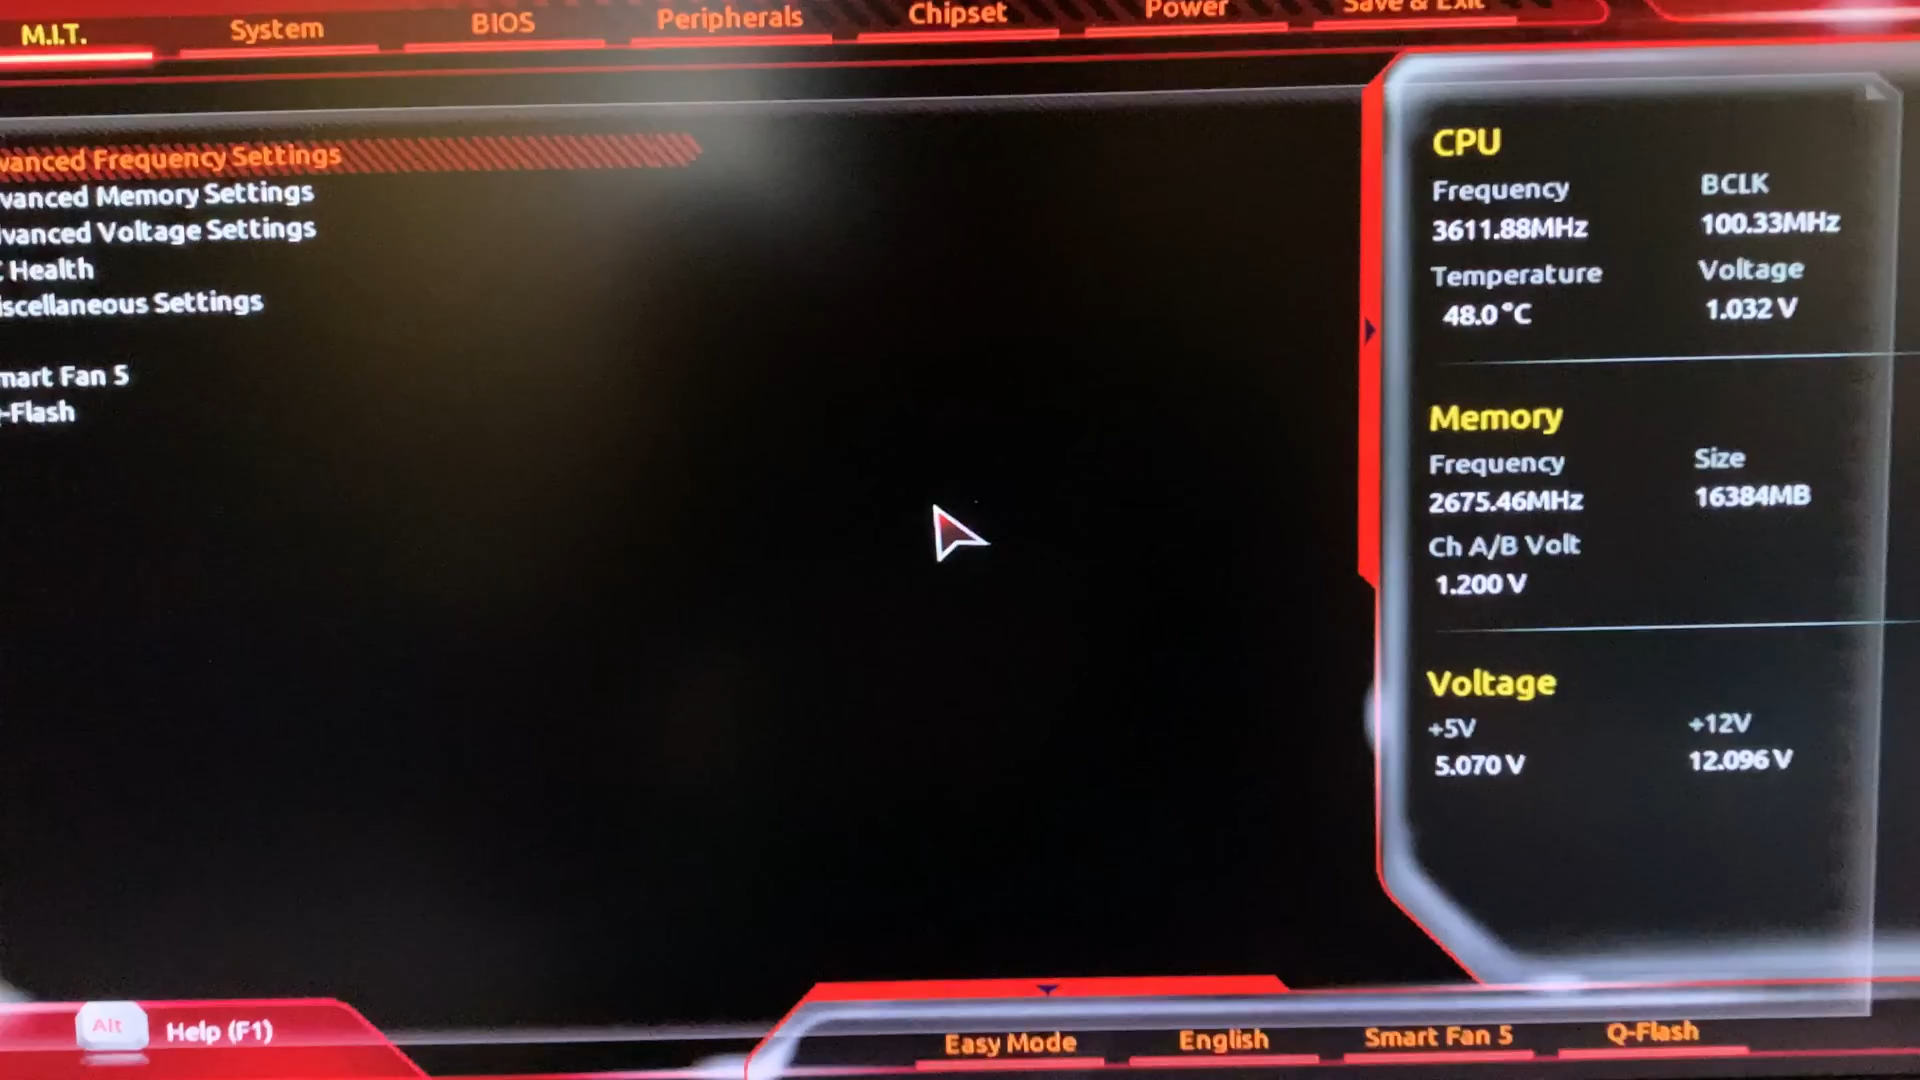 M.I.T. System BIOS Peripherals Chipset Power Save & Exit
vanced Frequency Settings
vanced Memory Settings
vanced Voltage Settings
C Health
iscellaneous Settings
mart Fan 5
-Flash
CPU
Frequency BCLK
3611.88MHz 100.33MHz
Temperature Voltage
48.0 °C 1.032 V
Memory
Frequency Size
2675.46MHz 16384MB
Ch A/B Volt
1.200 V
Voltage
+5V +12V
5.070 V 12.096 V
Alt Help (F1)
Easy Mode English Smart Fan 5 Q-Flash